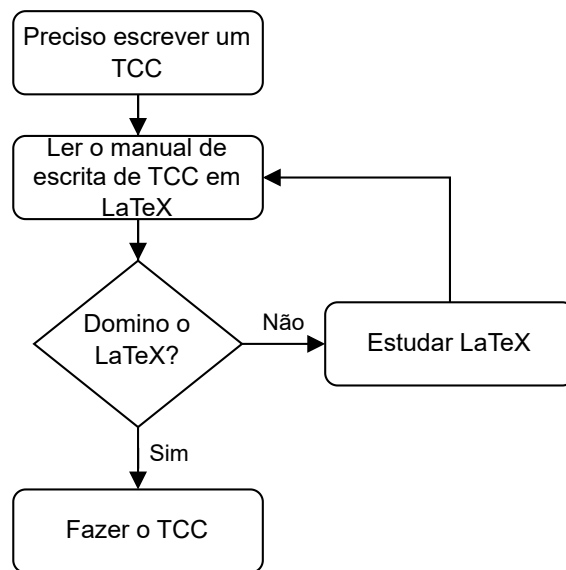 Preciso escrever um
TCC
Ler o manual de
escrita de TCC em
LaTeX
Domino o
LaTeX?
Não
Estudar LaTeX
Sim
Fazer o TCC